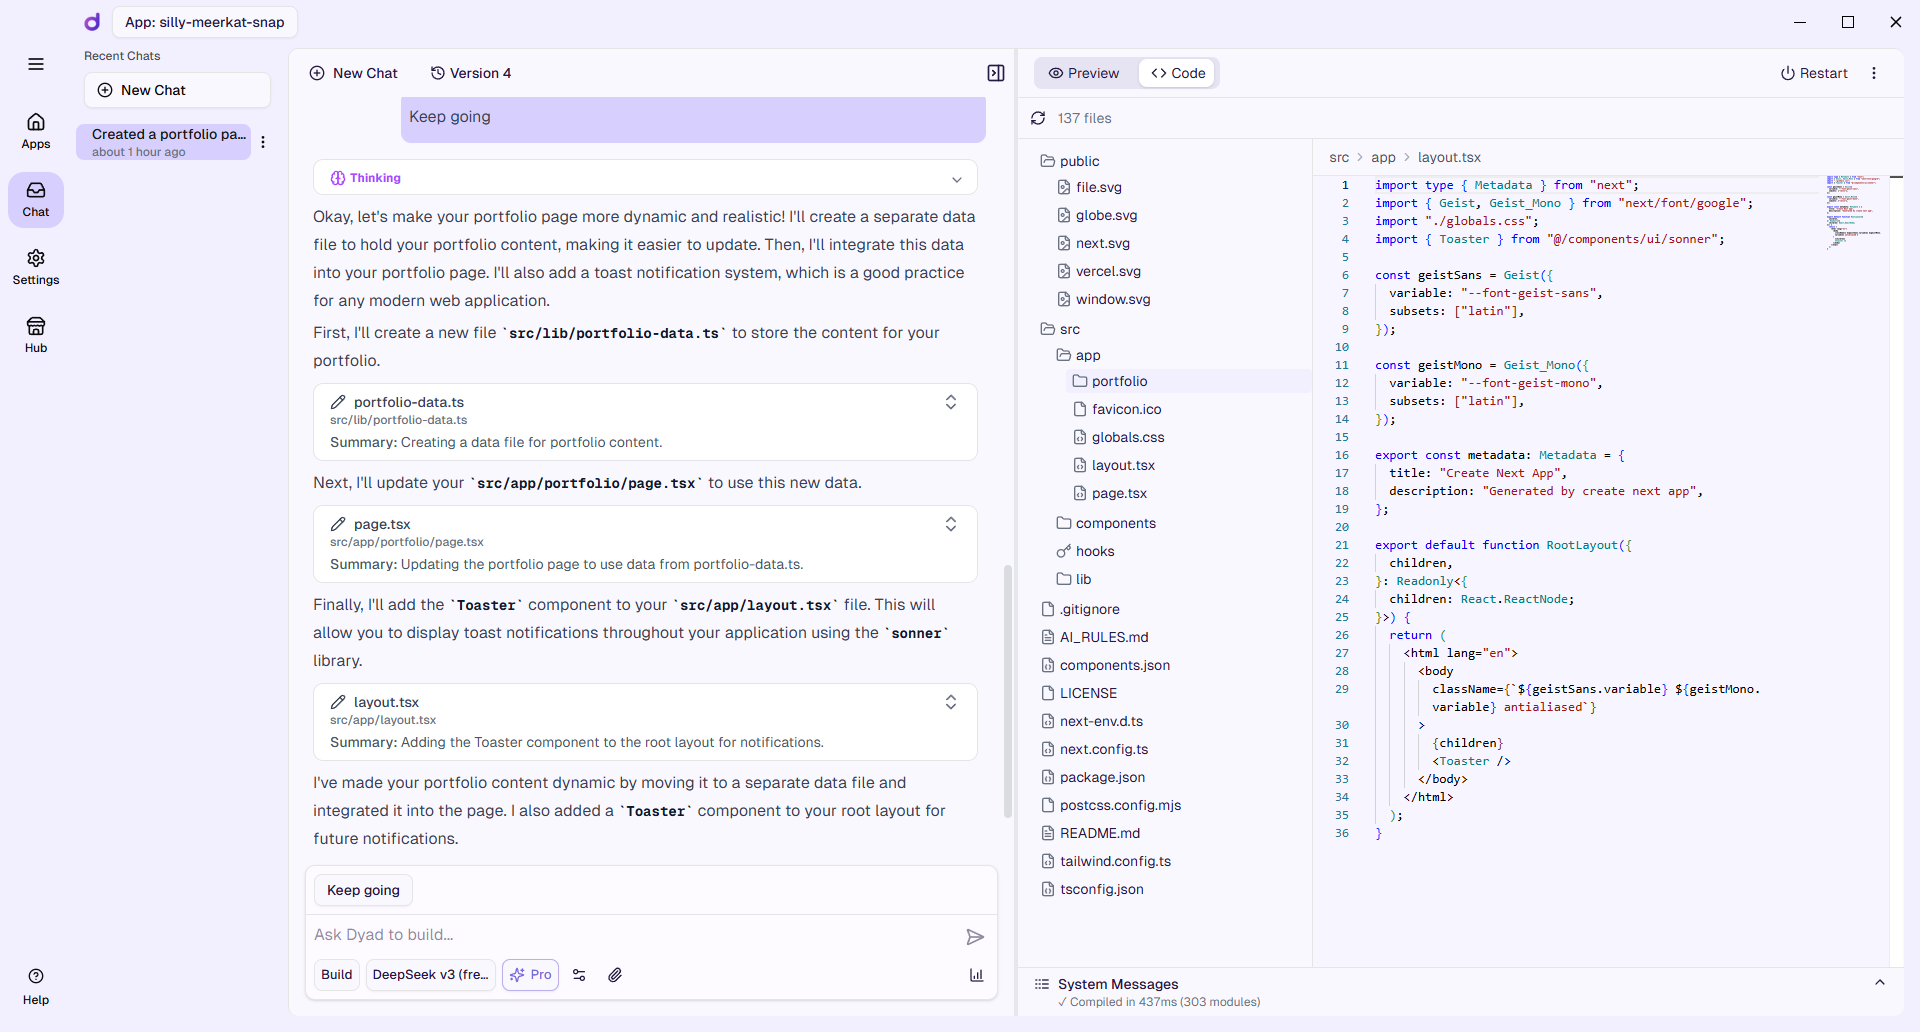 App: silly-meerkat-snap
Recent Chats
New Chat
Created a portfolio pa...
about 1 hour ago
Apps
Chat
Settings
Hub
Help
New Chat
Version 4
Keep going
Thinking
Okay, let's make your portfolio page more dynamic and realistic! I'll create a separate data
file to hold your portfolio content, making it easier to update. Then, I'll integrate this data
into your portfolio page. I'll also add a toast notification system, which is a good practice
for any modern web application.
First, I'll create a new file `src/lib/portfolio-data.ts` to store the content for your
portfolio.
portfolio-data.ts
src/lib/portfolio-data.ts
Summary: Creating a data file for portfolio content.
Next, I'll update your `src/app/portfolio/page.tsx` to use this new data.
page.tsx
src/app/portfolio/page.tsx
Summary: Updating the portfolio page to use data from portfolio-data.ts.
Finally, I'll add the `Toaster` component to your `src/app/layout.tsx` file. This will
allow you to display toast notifications throughout your application using the `sonner`
library.
layout.tsx
src/app/layout.tsx
Summary: Adding the Toaster component to the root layout for notifications.
I've made your portfolio content dynamic by moving it to a separate data file and
integrated it into the page. I also added a `Toaster` component to your root layout for
future notifications.
Keep going
Ask Dyad to build...
Build
DeepSeek v3 (fre...
Pro
Preview
Code
Restart
137 files
public
file.svg
globe.svg
next.svg
vercel.svg
window.svg
src
app
portfolio
favicon.ico
globals.css
layout.tsx
page.tsx
components
hooks
lib
.gitignore
AI_RULES.md
components.json
LICENSE
next-env.d.ts
next.config.ts
package.json
postcss.config.mjs
README.md
tailwind.config.ts
tsconfig.json
src > app > layout.tsx
1 import type { Metadata } from "next";
2 import { Geist, Geist_Mono } from "next/font/google";
3 import "./globals.css";
4 import { Toaster } from "@/components/ui/sonner";
5
6 const geistSans = Geist({
7 variable: "--font-geist-sans",
8 subsets: ["latin"],
9 });
10
11 const geistMono = Geist_Mono({
12 variable: "--font-geist-mono",
13 subsets: ["latin"],
14 });
15
16 export const metadata: Metadata = {
17 title: "Create Next App",
18 description: "Generated by create next app",
19 };
20
21 export default function RootLayout({
22 children,
23 }: Readonly<{
24 children: React.ReactNode;
25 }>) {
26 return (
27 <html lang="en">
28 <body
29 className={`${geistSans.variable} ${geistMono.
variable} antialiased`}
30 >
31 {children}
32 <Toaster />
33 </body>
34 </html>
35 );
36 }
System Messages
✓ Compiled in 437ms (303 modules)